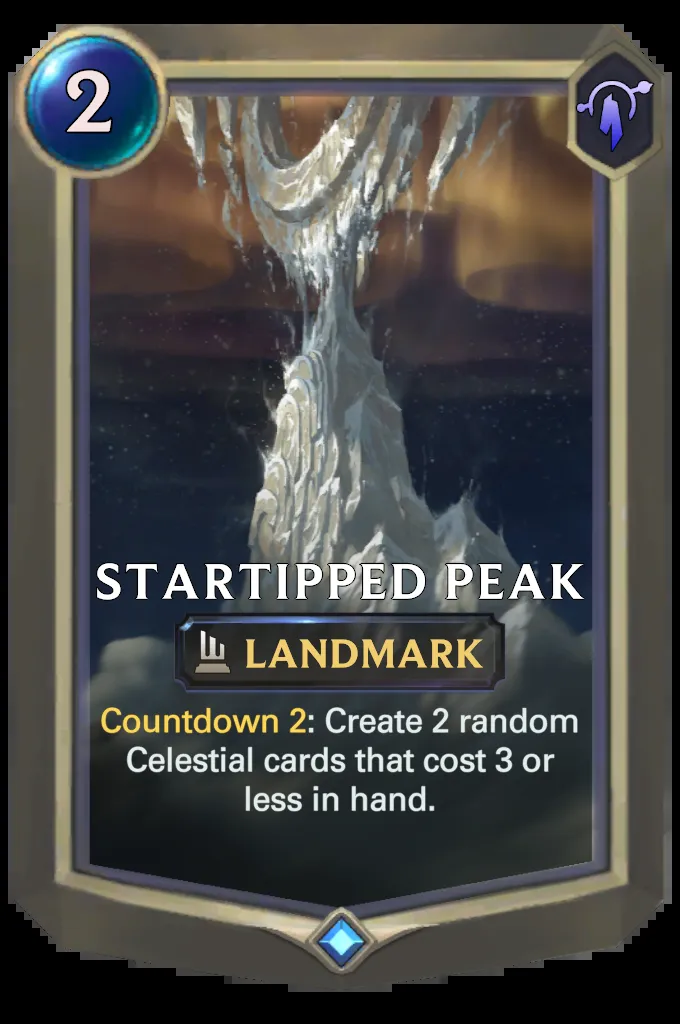 2
STARTIPPED PEAK
LANDMARK
Countdown 2: Create 2 random
Celestial cards that cost 3 or
less in hand.